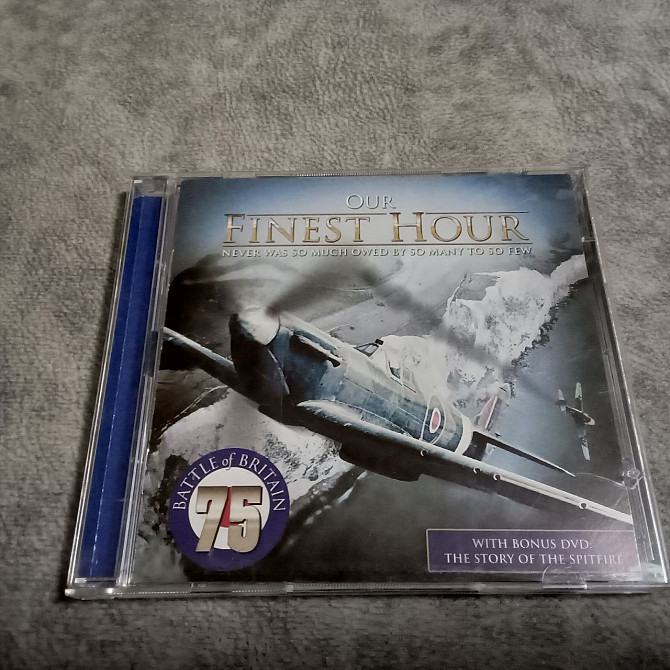 OUR
FINEST HOUR
NEVER WAS SO MUCH OWED BY SO MANY TO SO FEW
BATTLE of BRITAIN
75
WITH BONUS DVD:
THE STORY OF THE SPITFIRE